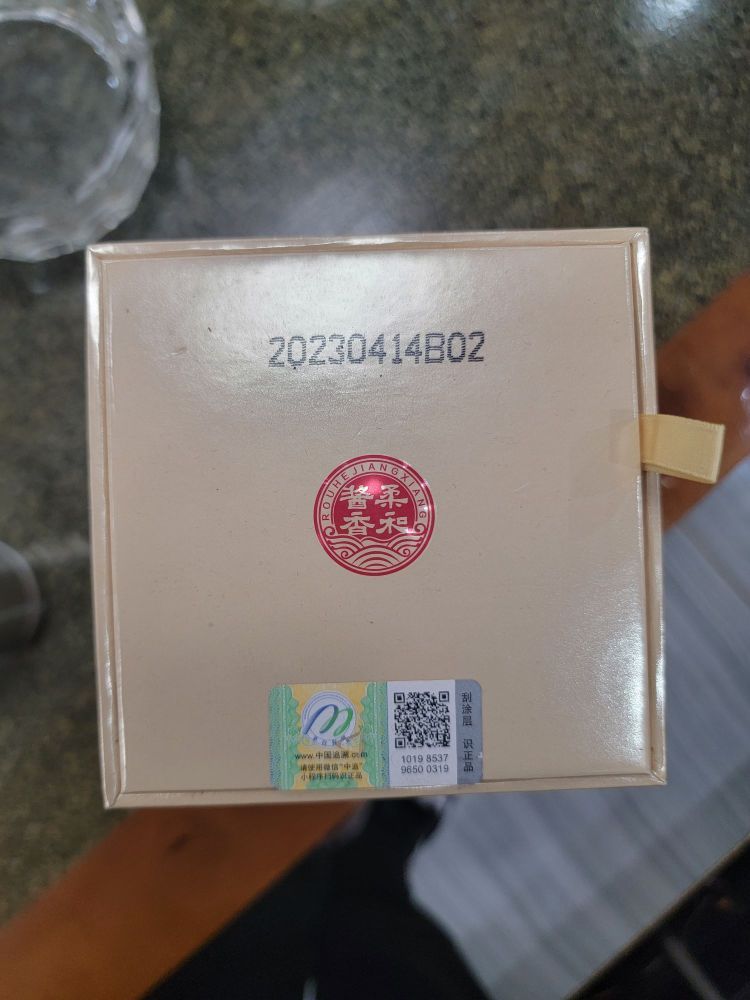 20230414B02
ROUHEJIANGXIANG
柔和
酱香
www.中国追溯.com
请使用微信“中追”
小程序扫码识正品
1019 8537
9650 0319
刮涂层 识正品